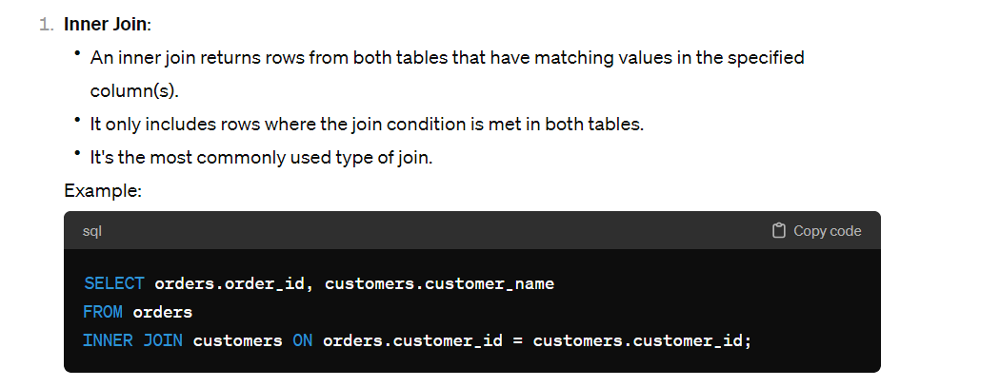 1. Inner Join:
• An inner join returns rows from both tables that have matching values in the specified
column(s).
• It only includes rows where the join condition is met in both tables.
• It's the most commonly used type of join.
Example:
sql Copy code
SELECT orders.order_id, customers.customer_name
FROM orders
INNER JOIN customers ON orders.customer_id = customers.customer_id;